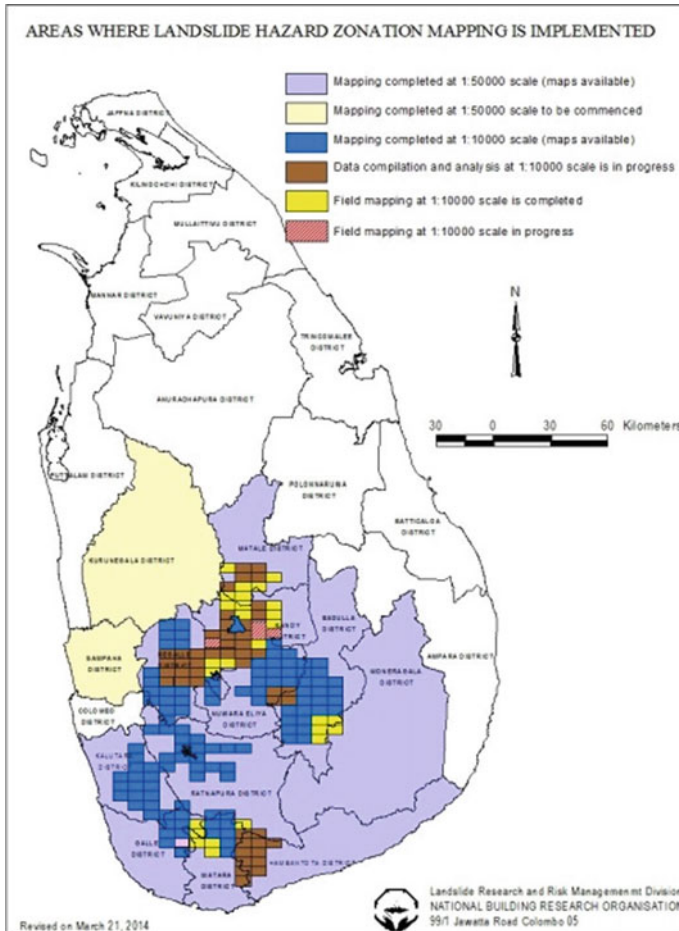 AREAS WHERE LANDSLIDE HAZARD ZONATION MAPPING IS IMPLEMENTED
Mapping completed at 1:50000 scale (maps available)
Mapping completed at 1:50000 scale to be commenced
Mapping completed at 1:10000 scale (maps available)
Data compilation and analysis at 1:10000 scale is in progress
Field mapping at 1:10000 scale is completed
Field mapping at 1:10000 scale in progress
JAFFNA DISTRICT
KILINOCHCHI DISTRICT
MULLAITTIVU DISTRICT
MANNAR DISTRICT
VAVUNIYA DISTRICT
N
TRINCOMALEE
DISTRICT
ANURADHAPURA DISTRICT
30 0 30 60 Kilometers
PUTTALAM DISTRICT
POLONNARUWA
DISTRICT
BATTICALOA
DISTRICT
KURUNEGALA DISTRICT
MATALE DISTRICT
KANDY
DISTRICT
BADULLA
DISTRICT
AMPARA DISTRICT
GAMPAHA
DISTRICT
KEGALLE DISTRICT
MONERAGALA
DISTRICT
COLOMBO
DISTRICT
NUWARA ELIYA
DISTRICT
KALUTARA
DISTRICT
RATNAPURA DISTRICT
GALLE
DISTRICT
HAMBANTOTA DISTRICT
MATARA
DISTRICT
Landslide Research and Risk Managenemt Division
NATIONAL BUILDING RESEARCH ORGANISATION
99/1 Jawatta Road Colombo 05
Revised on March 21, 2014